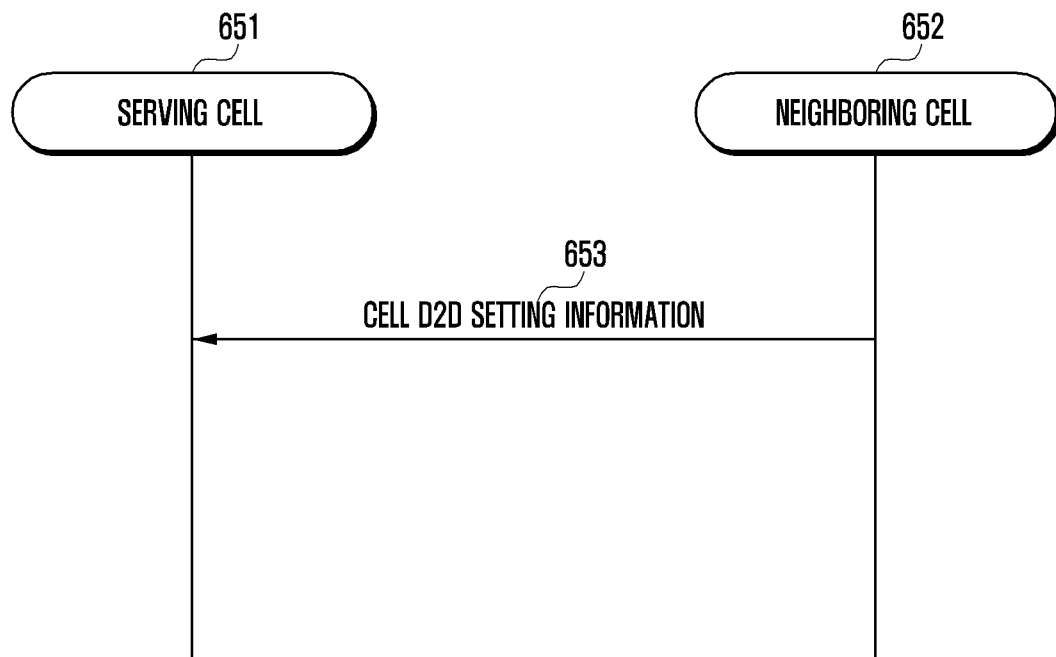 651
652
SERVING CELL
NEIGHBORING CELL
653
CELL D2D SETTING INFORMATION